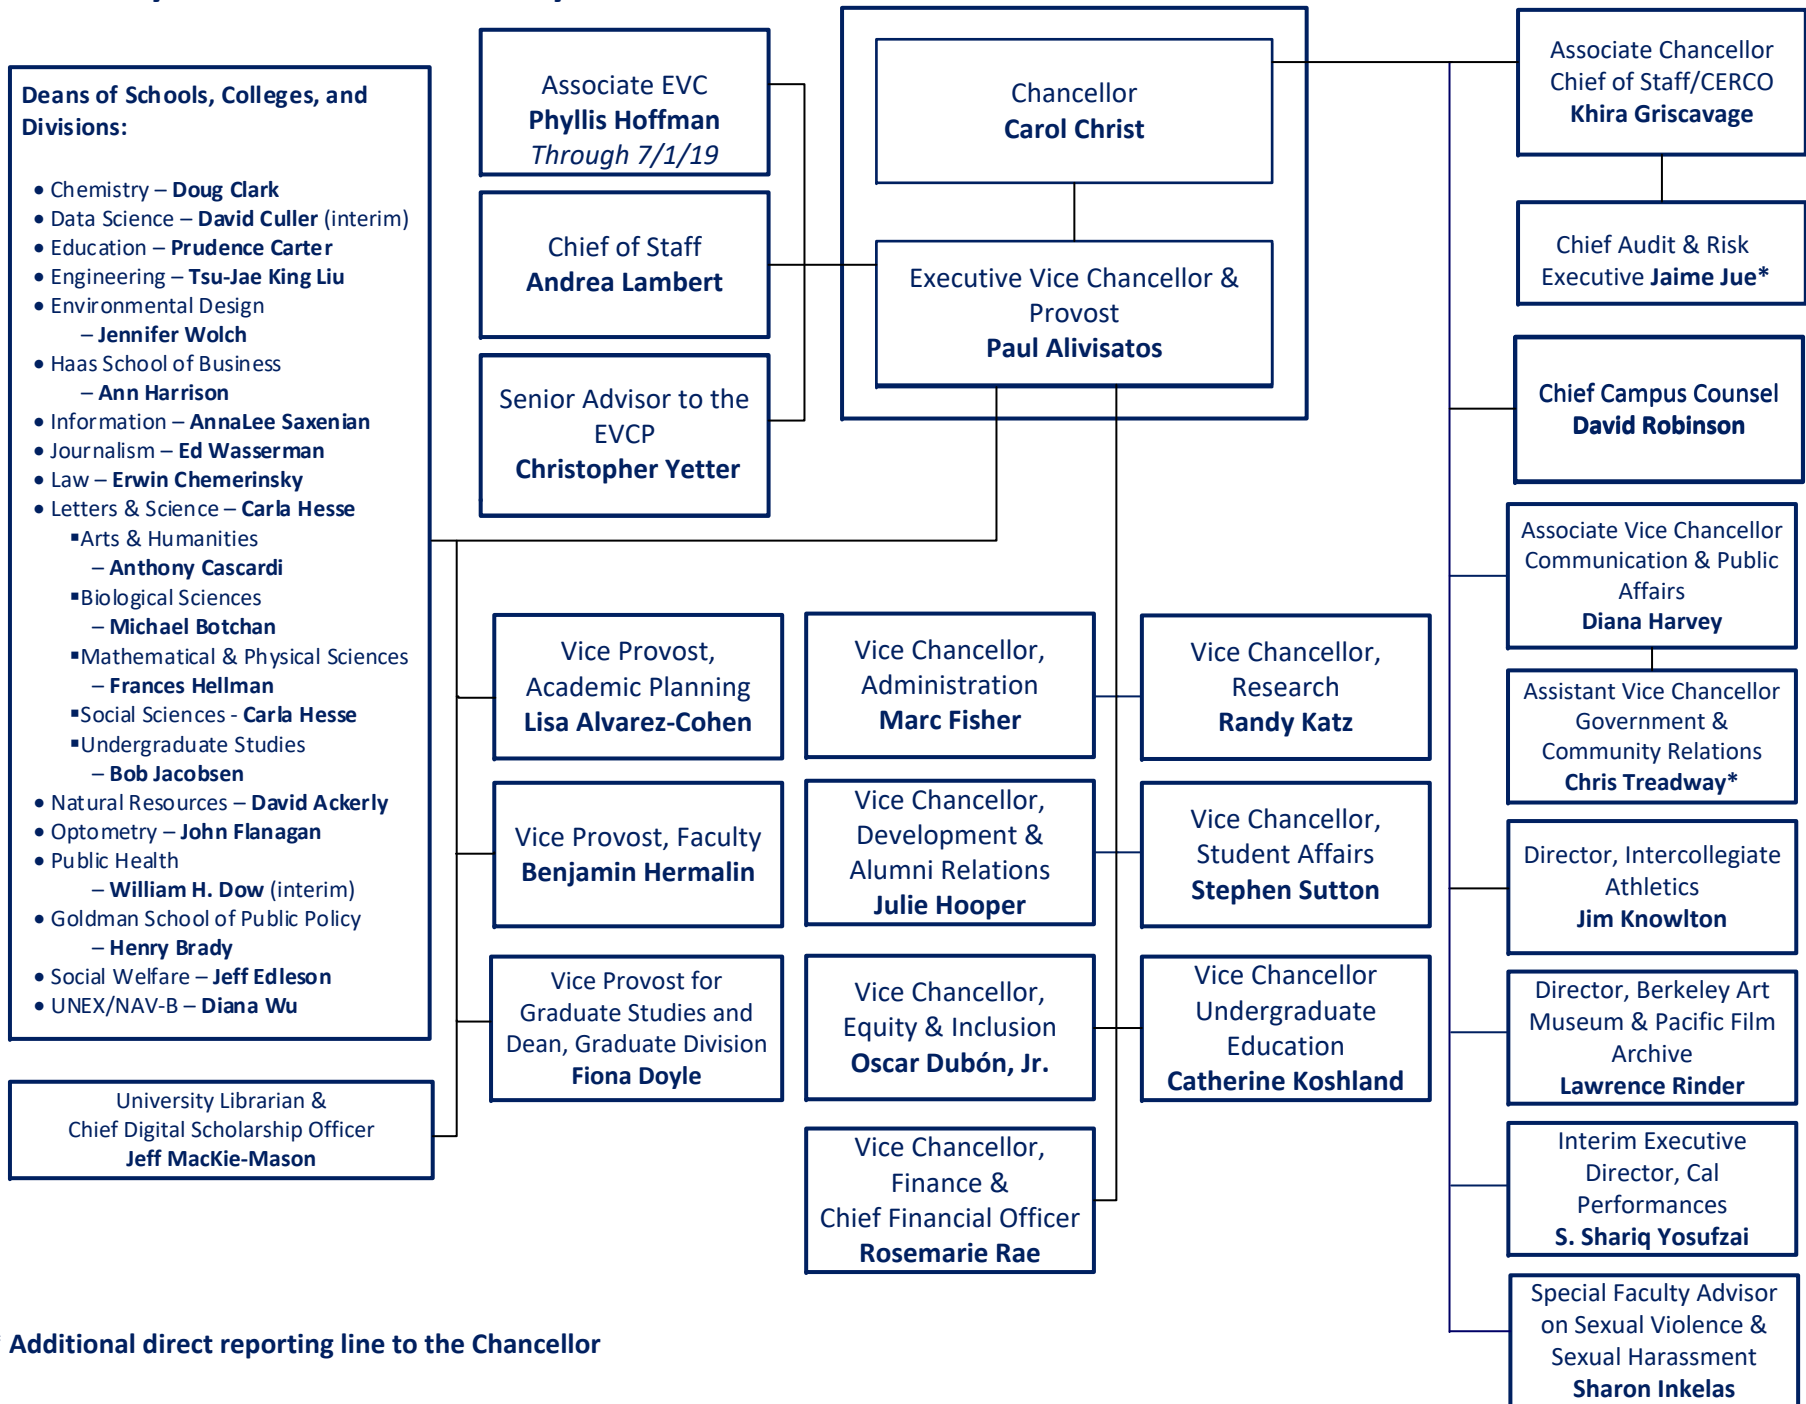 Deans of Schools, Colleges, and
Divisions:
• Chemistry – Doug Clark
• Data Science – David Culler (interim)
• Education – Prudence Carter
• Engineering – Tsu-Jae King Liu
• Environmental Design
– Jennifer Wolch
• Haas School of Business
– Ann Harrison
• Information – AnnaLee Saxenian
• Journalism – Ed Wasserman
• Law – Erwin Chemerinsky
• Letters & Science – Carla Hesse
▪Arts & Humanities
– Anthony Cascardi
▪Biological Sciences
– Michael Botchan
▪Mathematical & Physical Sciences
– Frances Hellman
▪Social Sciences - Carla Hesse
▪Undergraduate Studies
– Bob Jacobsen
• Natural Resources – David Ackerly
• Optometry – John Flanagan
• Public Health
– William H. Dow (interim)
• Goldman School of Public Policy
– Henry Brady
• Social Welfare – Jeff Edleson
• UNEX/NAV-B – Diana Wu
University Librarian &
Chief Digital Scholarship Officer
Jeff MacKie-Mason
Associate EVC
Phyllis Hoffman
Through 7/1/19
Chief of Staff
Andrea Lambert
Senior Advisor to the
EVCP
Christopher Yetter
Chancellor
Carol Christ
Executive Vice Chancellor &
Provost
Paul Alivisatos
Vice Provost,
Academic Planning
Lisa Alvarez-Cohen
Vice Provost, Faculty
Benjamin Hermalin
Vice Provost for
Graduate Studies and
Dean, Graduate Division
Fiona Doyle
Vice Chancellor,
Administration
Marc Fisher
Vice Chancellor,
Development &
Alumni Relations
Julie Hooper
Vice Chancellor,
Equity & Inclusion
Oscar Dubón, Jr.
Vice Chancellor,
Finance &
Chief Financial Officer
Rosemarie Rae
Vice Chancellor,
Research
Randy Katz
Vice Chancellor,
Student Affairs
Stephen Sutton
Vice Chancellor
Undergraduate
Education
Catherine Koshland
Associate Chancellor
Chief of Staff/CERCO
Khira Griscavage
Chief Audit & Risk
Executive Jaime Jue*
Chief Campus Counsel
David Robinson
Associate Vice Chancellor
Communication & Public
Affairs
Diana Harvey
Assistant Vice Chancellor
Government &
Community Relations
Chris Treadway*
Director, Intercollegiate
Athletics
Jim Knowlton
Director, Berkeley Art
Museum & Pacific Film
Archive
Lawrence Rinder
Interim Executive
Director, Cal
Performances
S. Shariq Yosufzai
Special Faculty Advisor
on Sexual Violence &
Sexual Harassment
Sharon Inkelas
* Additional direct reporting line to the Chancellor